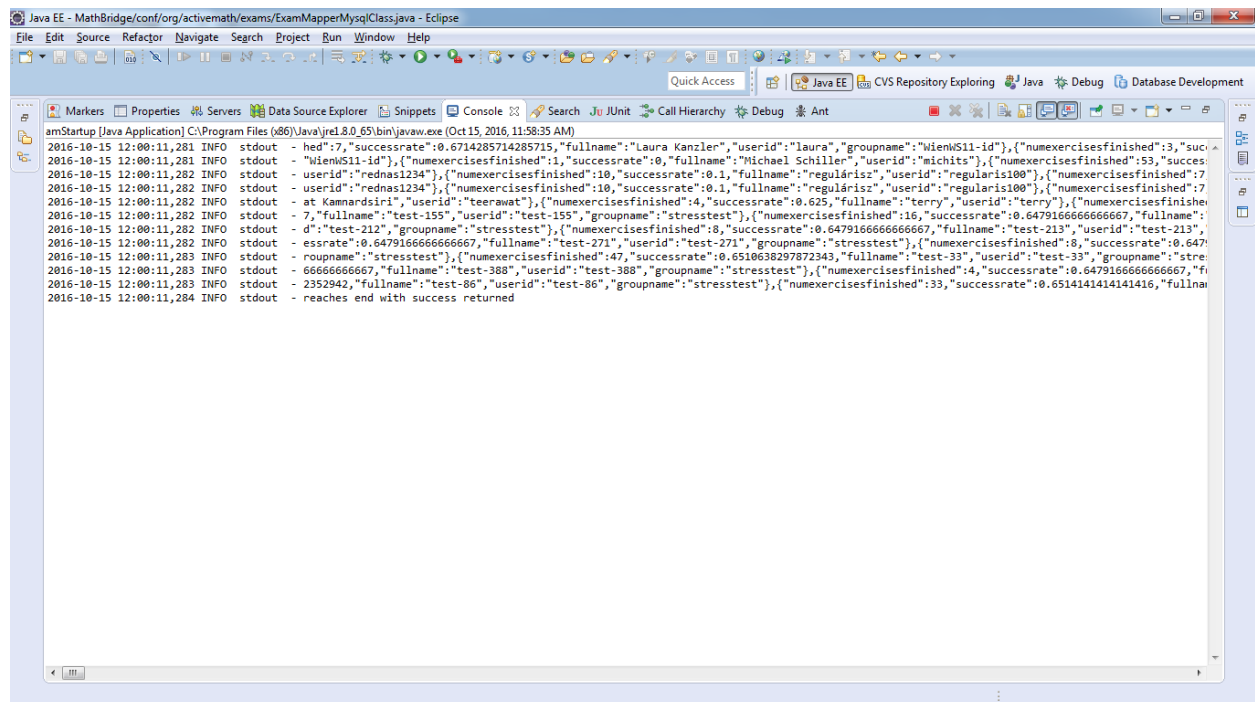 Java EE - MathBridge/conf/org/activemath/exams/ExamMapperMysqlClass.java - Eclipse
File Edit Source Refactor Navigate Search Project Run Window Help
Quick Access Java EE CVS Repository Exploring Java Debug Database Development
Markers Properties Servers Data Source Explorer Snippets Console Search JUnit Call Hierarchy Debug Ant
amStartup [Java Application] C:\Program Files (x86)\Java\jre1.8.0_65\bin\javaw.exe (Oct 15, 2016, 11:58:35 AM)
2016-10-15 12:00:11,281 INFO stdout - hed":7,"successrate":0.6714285714285715,"fullname":"Laura Kanzler","userid":"laura","groupname":"WienWS11-id"},{"numexercisesfinished":3,"suc
2016-10-15 12:00:11,281 INFO stdout - "WienWS11-id"},{"numexercisesfinished":1,"successrate":0,"fullname":"Michael Schiller","userid":"michits"},{"numexercisesfinished":53,"succes
2016-10-15 12:00:11,282 INFO stdout - userid":"rednas1234"},{"numexercisesfinished":10,"successrate":0.1,"fullname":"regulárisz","userid":"regularis100"},{"numexercisesfinished":7
2016-10-15 12:00:11,282 INFO stdout - userid":"rednas1234"},{"numexercisesfinished":10,"successrate":0.1,"fullname":"regulárisz","userid":"regularis100"},{"numexercisesfinished":7
2016-10-15 12:00:11,282 INFO stdout - at Kamnardsiri","userid":"teerawat"},{"numexercisesfinished":4,"successrate":0.625,"fullname":"terry","userid":"terry"},{"numexercisesfinishe
2016-10-15 12:00:11,282 INFO stdout - 7,"fullname":"test-155","userid":"test-155","groupname":"stresstest"},{"numexercisesfinished":16,"successrate":0.6479166666666667,"fullname":"
2016-10-15 12:00:11,282 INFO stdout - d":"test-212","groupname":"stresstest"},{"numexercisesfinished":8,"successrate":0.6479166666666667,"fullname":"test-213","userid":"test-213",
2016-10-15 12:00:11,282 INFO stdout - essrate":0.6479166666666667,"fullname":"test-271","userid":"test-271","groupname":"stresstest"},{"numexercisesfinished":8,"successrate":0.647
2016-10-15 12:00:11,283 INFO stdout - roupname":"stresstest"},{"numexercisesfinished":47,"successrate":0.6510638297872343,"fullname":"test-33","userid":"test-33","groupname":"stre
2016-10-15 12:00:11,283 INFO stdout - 66666666667,"fullname":"test-388","userid":"test-388","groupname":"stresstest"},{"numexercisesfinished":4,"successrate":0.6479166666666667,"fu
2016-10-15 12:00:11,283 INFO stdout - 2352942,"fullname":"test-86","userid":"test-86","groupname":"stresstest"},{"numexercisesfinished":33,"successrate":0.6514141414141416,"fullna
2016-10-15 12:00:11,284 INFO stdout - reaches end with success returned